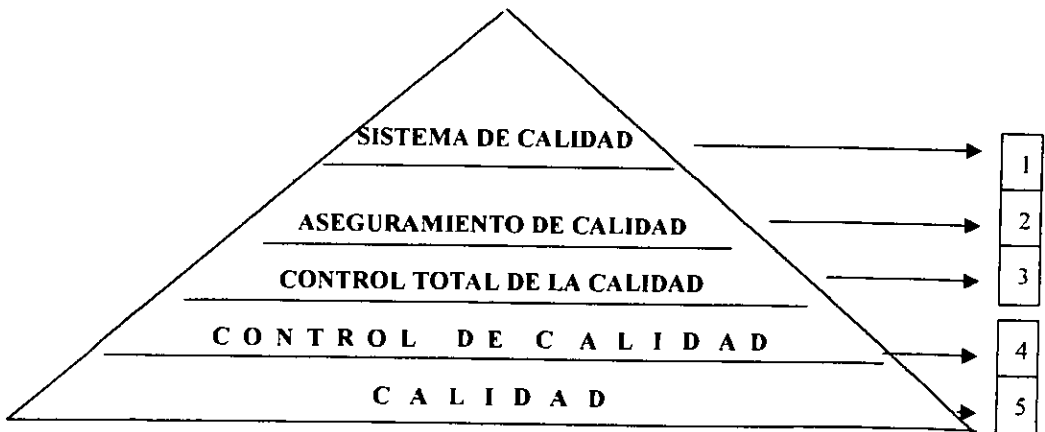 SISTEMA DE CALIDAD 1
ASEGURAMIENTO DE CALIDAD 2
CONTROL TOTAL DE LA CALIDAD 3
CONTROL DE CALIDAD 4
CALIDAD 5